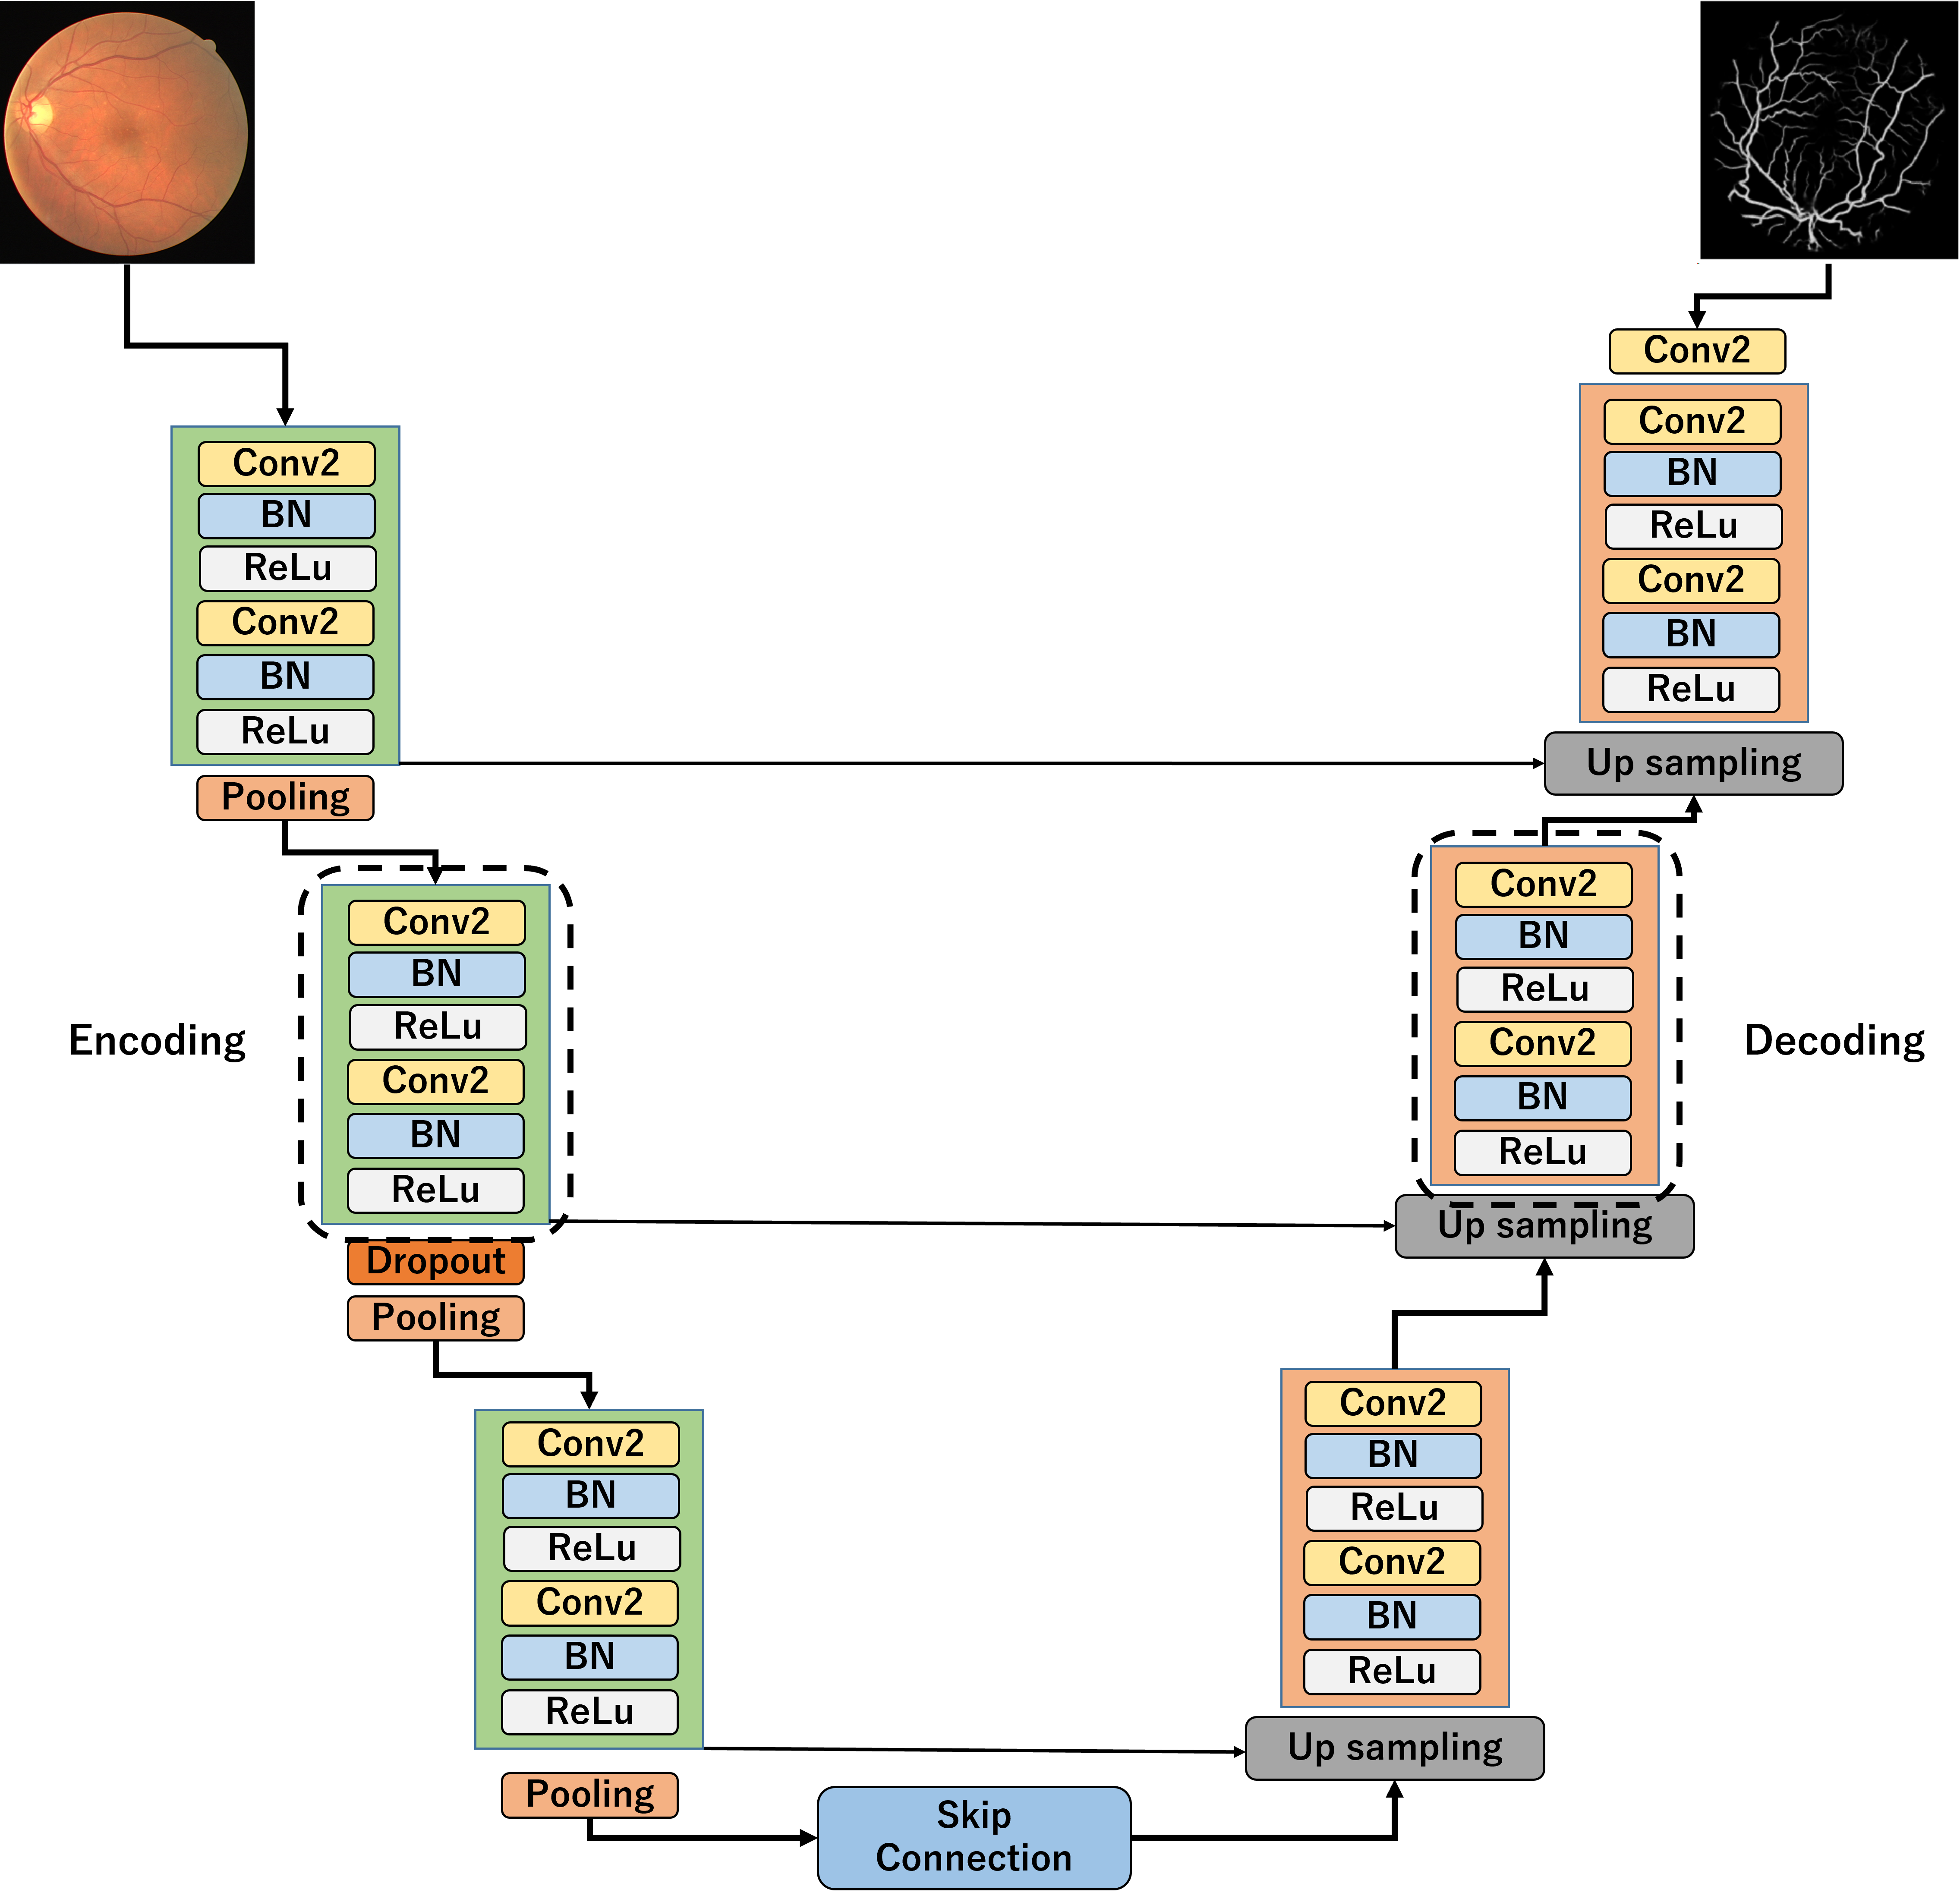 Conv2
BN
ReLu
Conv2
BN
ReLu
Pooling
Encoding
Conv2
BN
ReLu
Conv2
BN
ReLu
Dropout
Pooling
Conv2
BN
ReLu
Conv2
BN
ReLu
Pooling
Skip
Connection
Conv2
Conv2
BN
ReLu
Conv2
BN
ReLu
Up sampling
Conv2
BN
ReLu
Conv2
BN
ReLu
Decoding
Up sampling
Conv2
BN
ReLu
Conv2
BN
ReLu
Up sampling